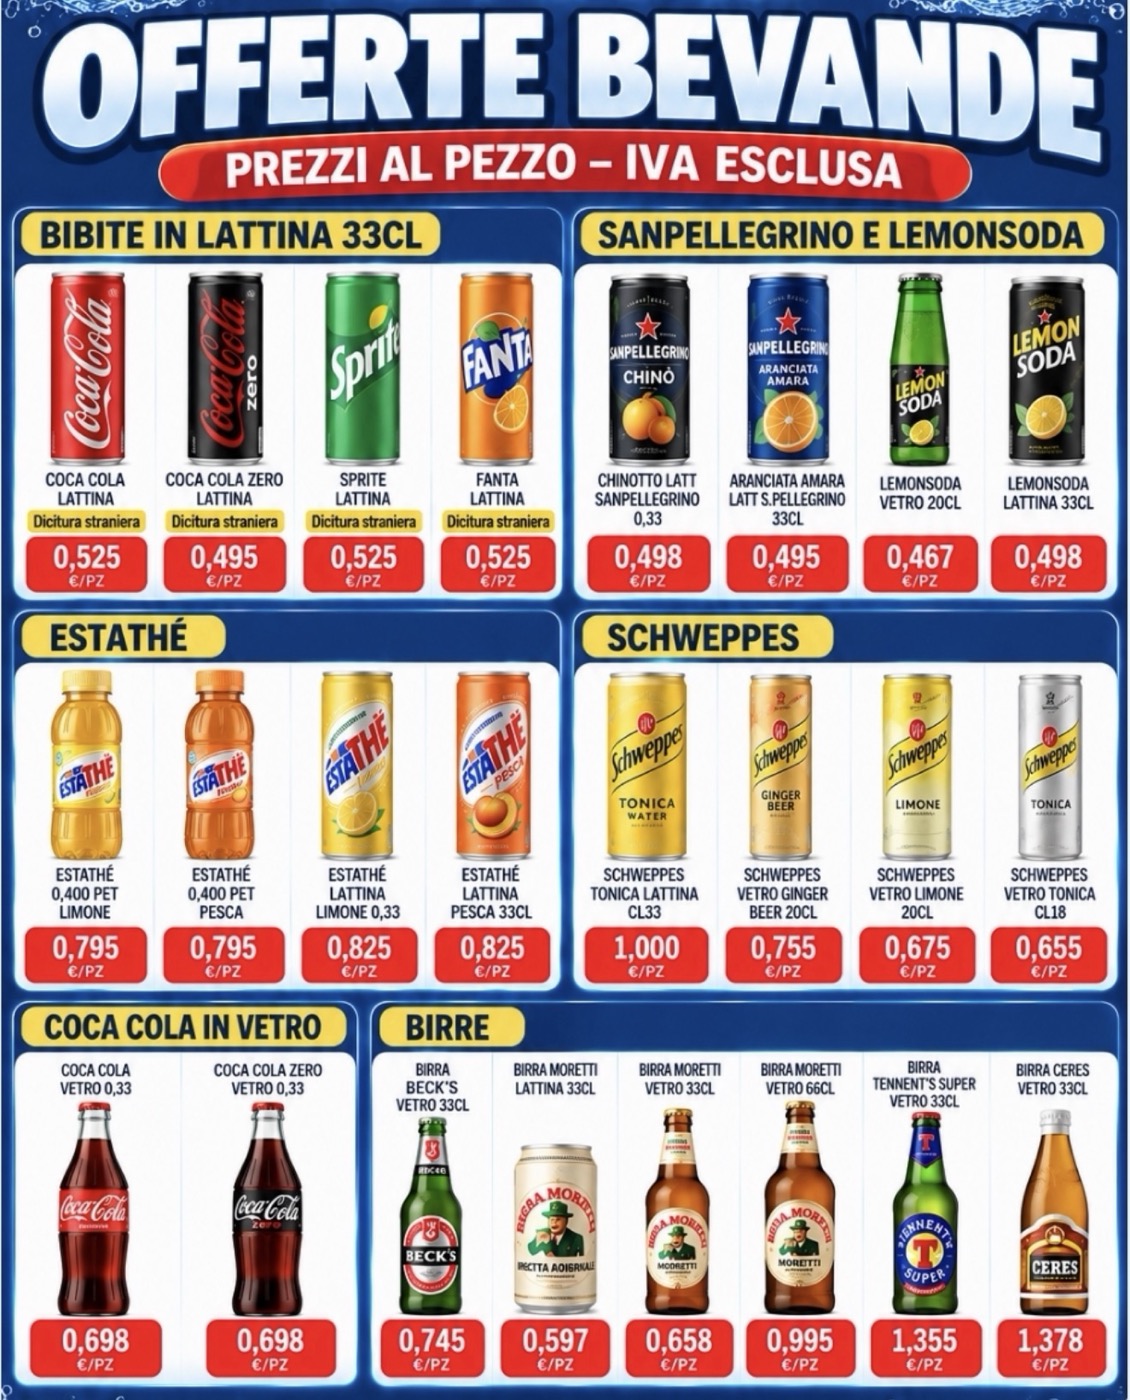 OFFERTE BEVANDE
PREZZI AL PEZZO – IVA ESCLUSA
BIBITE IN LATTINA 33CL
Coca-Cola
Coca-Cola zero
Sprite
FANTA
COCA COLA
LATTINA
Dicitura straniera
0,525
€/PZ
COCA COLA ZERO
LATTINA
Dicitura straniera
0,495
€/PZ
SPRITE
LATTINA
Dicitura straniera
0,525
€/PZ
FANTA
LATTINA
Dicitura straniera
0,525
€/PZ
SANPELLEGRINO E LEMONSODA
SANPELLEGRINO
CHINÒ
SANPELLEGRINO
ARANCIATA
AMARA
LEMON
SODA
LEMON
SODA
CHINOTTO LATT
SANPELLEGRINO
0,33
0,498
€/PZ
ARANCIATA AMARA
LATT S.PELLEGRINO
33CL
0,495
€/PZ
LEMONSODA
VETRO 20CL
0,467
€/PZ
LEMONSODA
LATTINA 33CL
0,498
€/PZ
ESTATHÉ
ESTATHÈ
ESTATHÈ
ESTATHË
ESTATHË
PESCA
ESTATHÉ
0,400 PET
LIMONE
0,795
€/PZ
ESTATHÉ
0,400 PET
PESCA
0,795
€/PZ
ESTATHÉ
LATTINA
LIMONE 0,33
0,825
€/PZ
ESTATHÉ
LATTINA
PESCA 33CL
0,825
€/PZ
SCHWEPPES
Schweppes
TONICA
WATER
Schweppes
GINGER
BEER
Schweppes
LIMONE
Schweppes
TONICA
SCHWEPPES
TONICA LATTINA
CL33
1,000
€/PZ
SCHWEPPES
VETRO GINGER
BEER 20CL
0,755
€/PZ
SCHWEPPES
VETRO LIMONE
20CL
0,675
€/PZ
SCHWEPPES
VETRO TONICA
CL18
0,655
€/PZ
COCA COLA IN VETRO
COCA COLA
VETRO 0,33
Coca-Cola
0,698
€/PZ
COCA COLA ZERO
VETRO 0,33
Coca-Cola
zero
0,698
€/PZ
BIRRE
BIRRA
BECK'S
VETRO 33CL
BECK'S
0,745
€/PZ
BIRRA MORETTI
LATTINA 33CL
0,597
€/PZ
BIRRA MORETTI
VETRO 33CL
MOORETTI
0,658
€/PZ
BIRRA MORETTI
VETRO 66CL
MORETTI
0,995
€/PZ
BIRRA
TENNENT'S SUPER
VETRO 33CL
T
TENNENT'S
T
SUPER
1,355
€/PZ
BIRRA CERES
VETRO 33CL
CERES
1,378
€/PZ